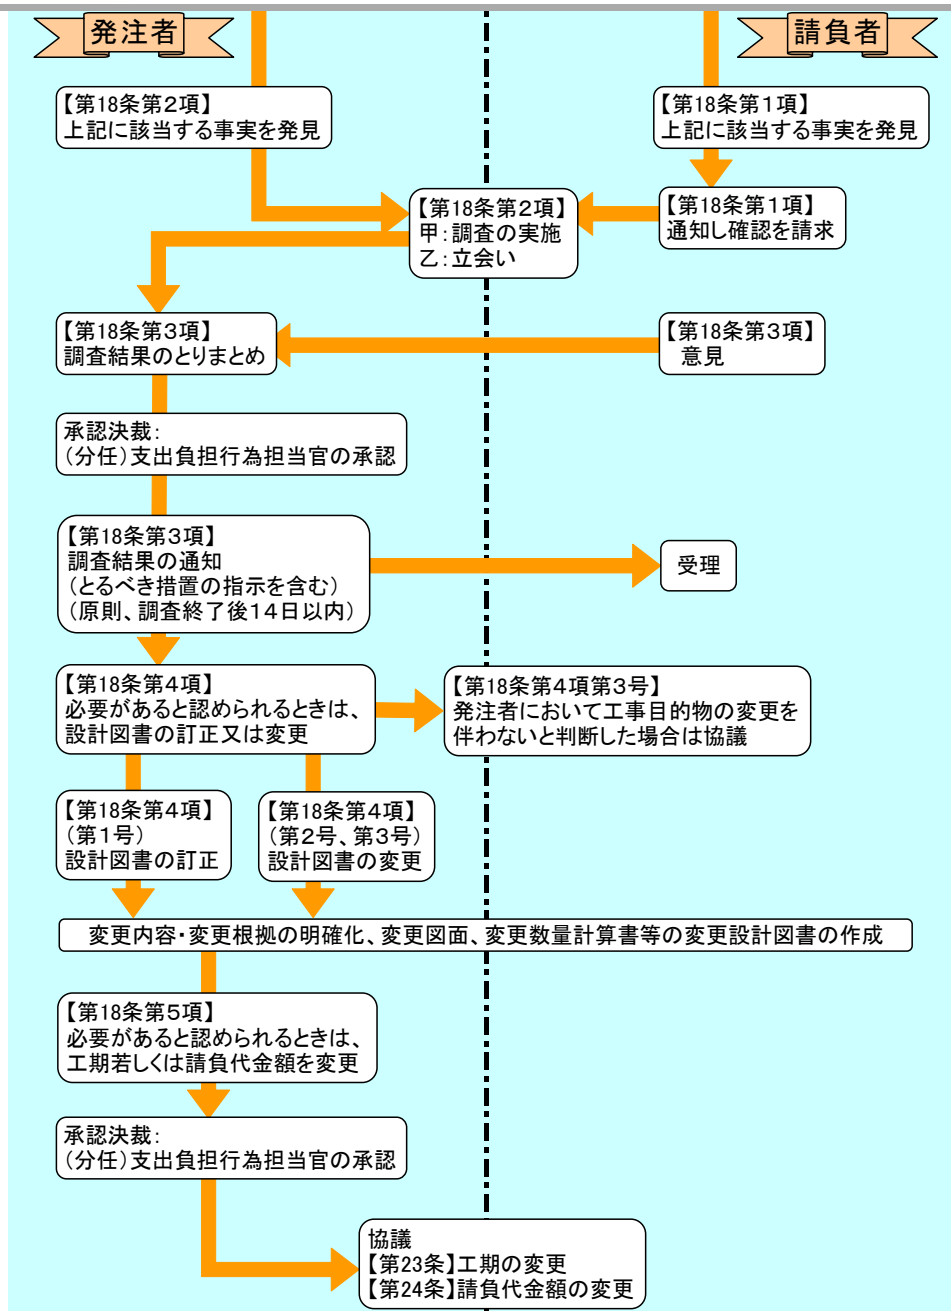 発注者
請負者
【第18条第2項】
上記に該当する事実を発見
【第18条第1項】
上記に該当する事実を発見
【第18条第2項】
甲:調査の実施
乙:立会い
【第18条第1項】
通知し確認を請求
【第18条第3項】
調査結果のとりまとめ
【第18条第3項】
意見
承認決裁:
(分任)支出負担行為担当官の承認
【第18条第3項】
調査結果の通知
(とるべき措置の指示を含む)
(原則、調査終了後14日以内)
受理
【第18条第4項】
必要があると認められるときは、
設計図書の訂正又は変更
【第18条第4項第3号】
発注者において工事目的物の変更を
伴わないと判断した場合は協議
【第18条第4項】
(第1号)
設計図書の訂正
【第18条第4項】
(第2号、第3号)
設計図書の変更
変更内容・変更根拠の明確化、変更図面、変更数量計算書等の変更設計図書の作成
【第18条第5項】
必要があると認められるときは、
工期若しくは請負代金額を変更
承認決裁:
(分任)支出負担行為担当官の承認
協議
【第23条】工期の変更
【第24条】請負代金額の変更